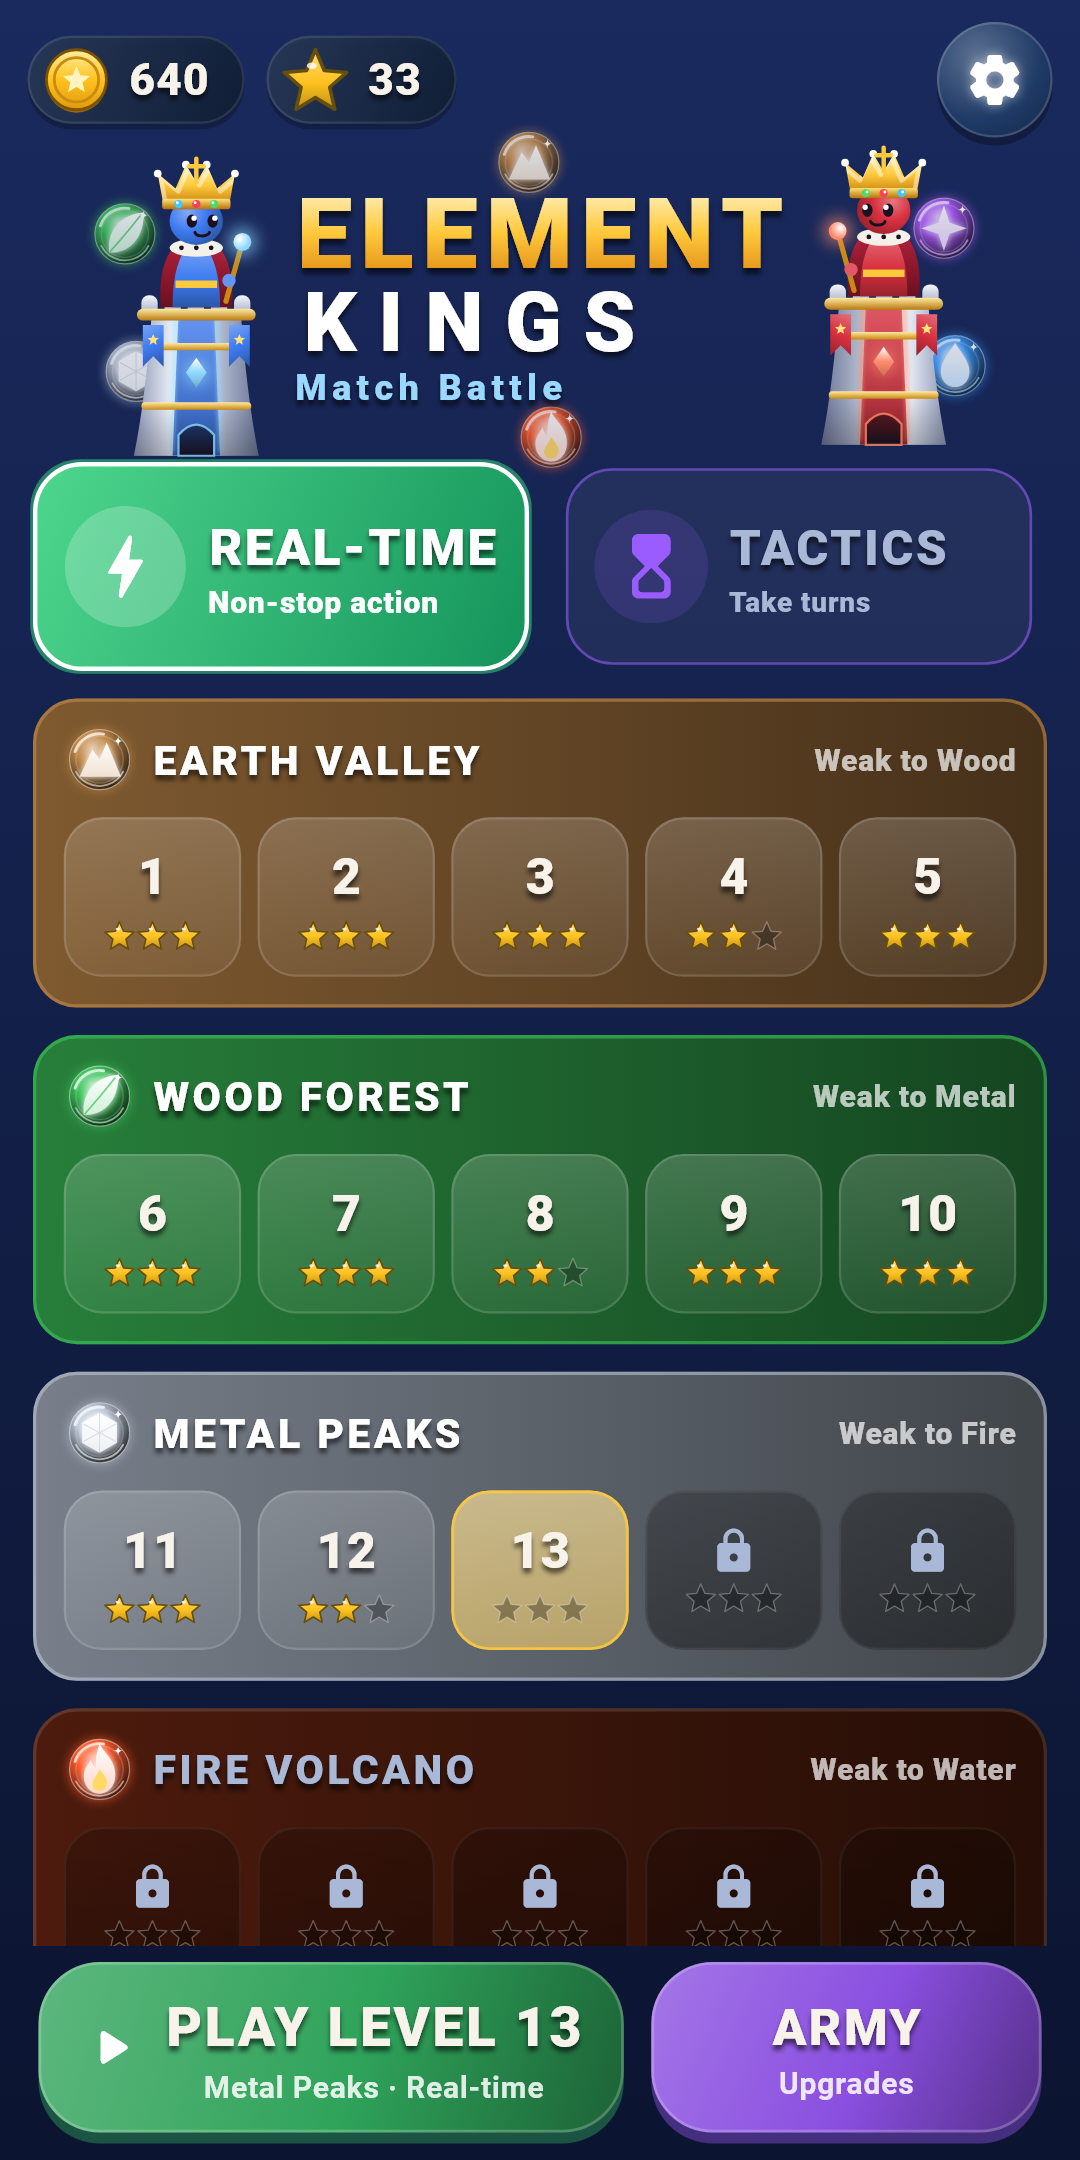 640
33
ELEMENT
KINGS
Match Battle
REAL-TIME
Non-stop action
TACTICS
Take turns
EARTH VALLEY
Weak to Wood
1
2
3
4
5
WOOD FOREST
Weak to Metal
6
7
8
9
10
METAL PEAKS
Weak to Fire
11
12
13
FIRE VOLCANO
Weak to Water
PLAY LEVEL 13
Metal Peaks · Real-time
ARMY
Upgrades